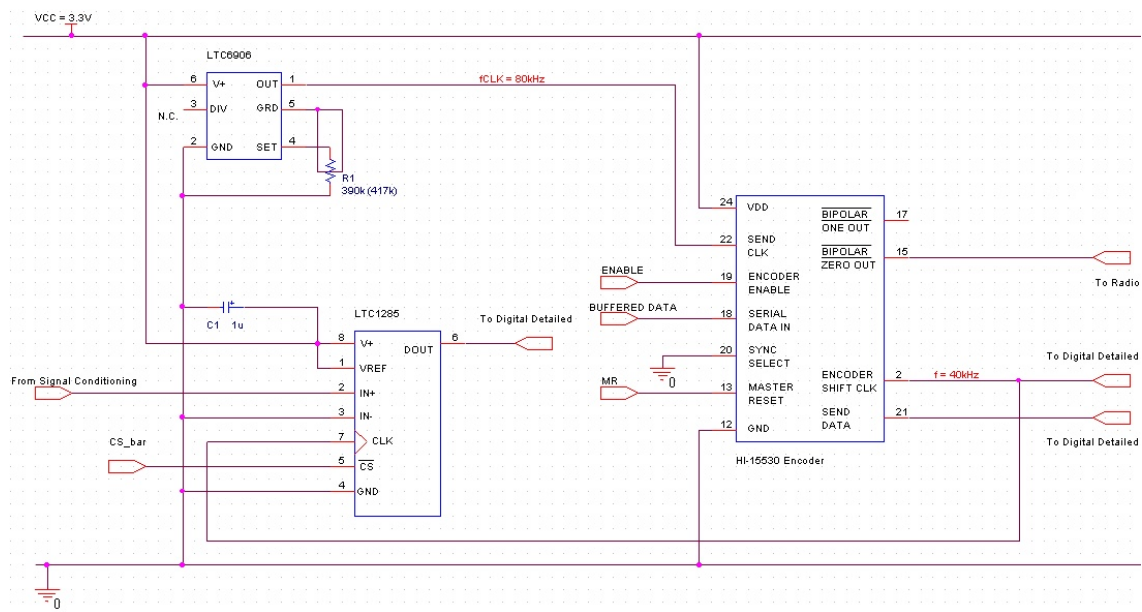 VCC = 3.3V
LTC6906
6 V+ OUT 1
fCLK = 80kHz
3 DIV GRD 5
N.C.
2 GND SET 4
R1
390k (417k)
24 VDD
BIPOLAR 17
ONE OUT
22 SEND
CLK
BIPOLAR 15
ZERO OUT
ENABLE
19 ENCODER
ENABLE
To Radio
BUFFERED DATA
18 SERIAL
DATA IN
C1 1u
+
LTC1285
To Digital Detailed
8 V+
DOUT 6
20 SYNC
SELECT
0
To Digital Detailed
1 VREF
ENCODER 2
SHIFT CLK
f = 40kHz
From Signal Conditioning
2 IN+
MR
13 MASTER
RESET
3 IN-
SEND 21
DATA
12 GND
To Digital Detailed
7 CLK
CS_bar
5 CS
HI-15530 Encoder
4 GND
0